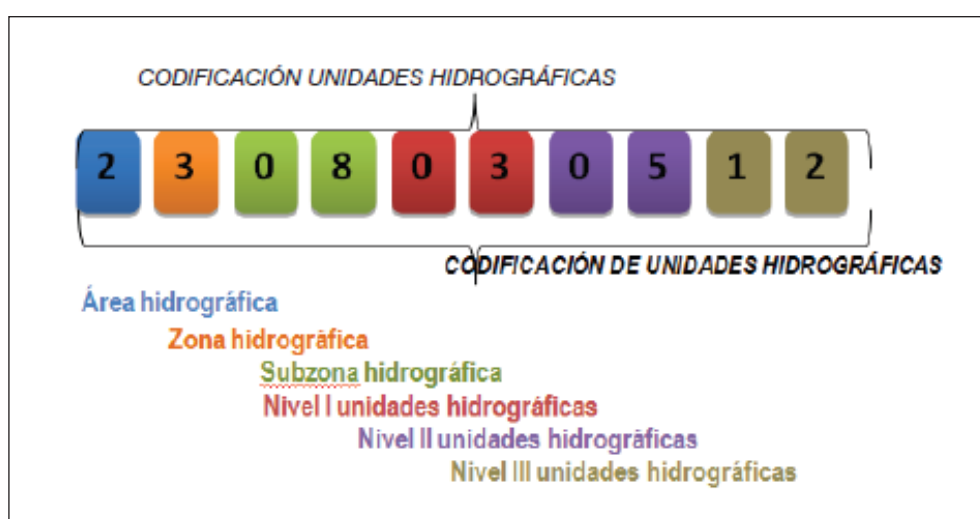 CODIFICACIÓN UNIDADES HIDROGRÁFICAS
2 3 0 8 0 3 0 5 1 2
CODIFICACIÓN DE UNIDADES HIDROGRÁFICAS
Área hidrográfica
Zona hidrográfica
Subzona hidrográfica
Nivel I unidades hidrográficas
Nivel II unidades hidrográficas
Nivel III unidades hidrográficas